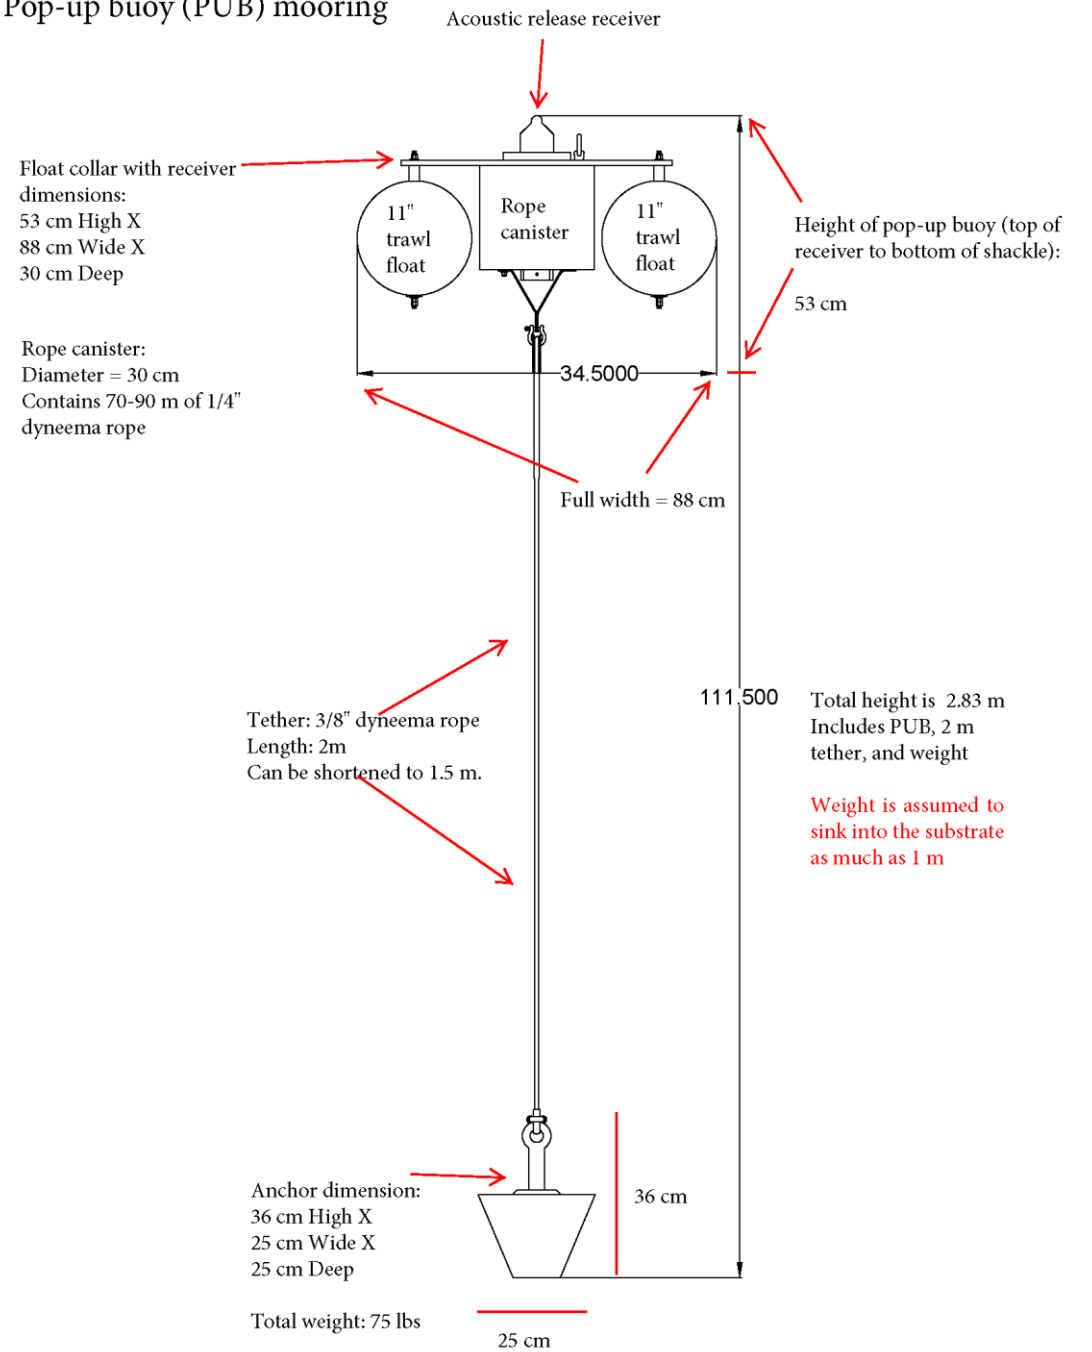 Pop-up buoy (PUB) mooring
Acoustic release receiver
Float collar with receiver
dimensions:
53 cm High X
88 cm Wide X
30 cm Deep
11"
trawl
float
Rope
canister
11"
trawl
float
Height of pop-up buoy (top of
receiver to bottom of shackle):
53 cm
Rope canister:
Diameter = 30 cm
Contains 70-90 m of 1/4"
dyneema rope
34.5000
Full width = 88 cm
111.500
Total height is 2.83 m
Includes PUB, 2 m
tether, and weight
Weight is assumed to
sink into the substrate
as much as 1 m
Tether: 3/8" dyneema rope
Length: 2m
Can be shortened to 1.5 m.
Anchor dimension:
36 cm High X
25 cm Wide X
25 cm Deep
Total weight: 75 lbs
36 cm
25 cm